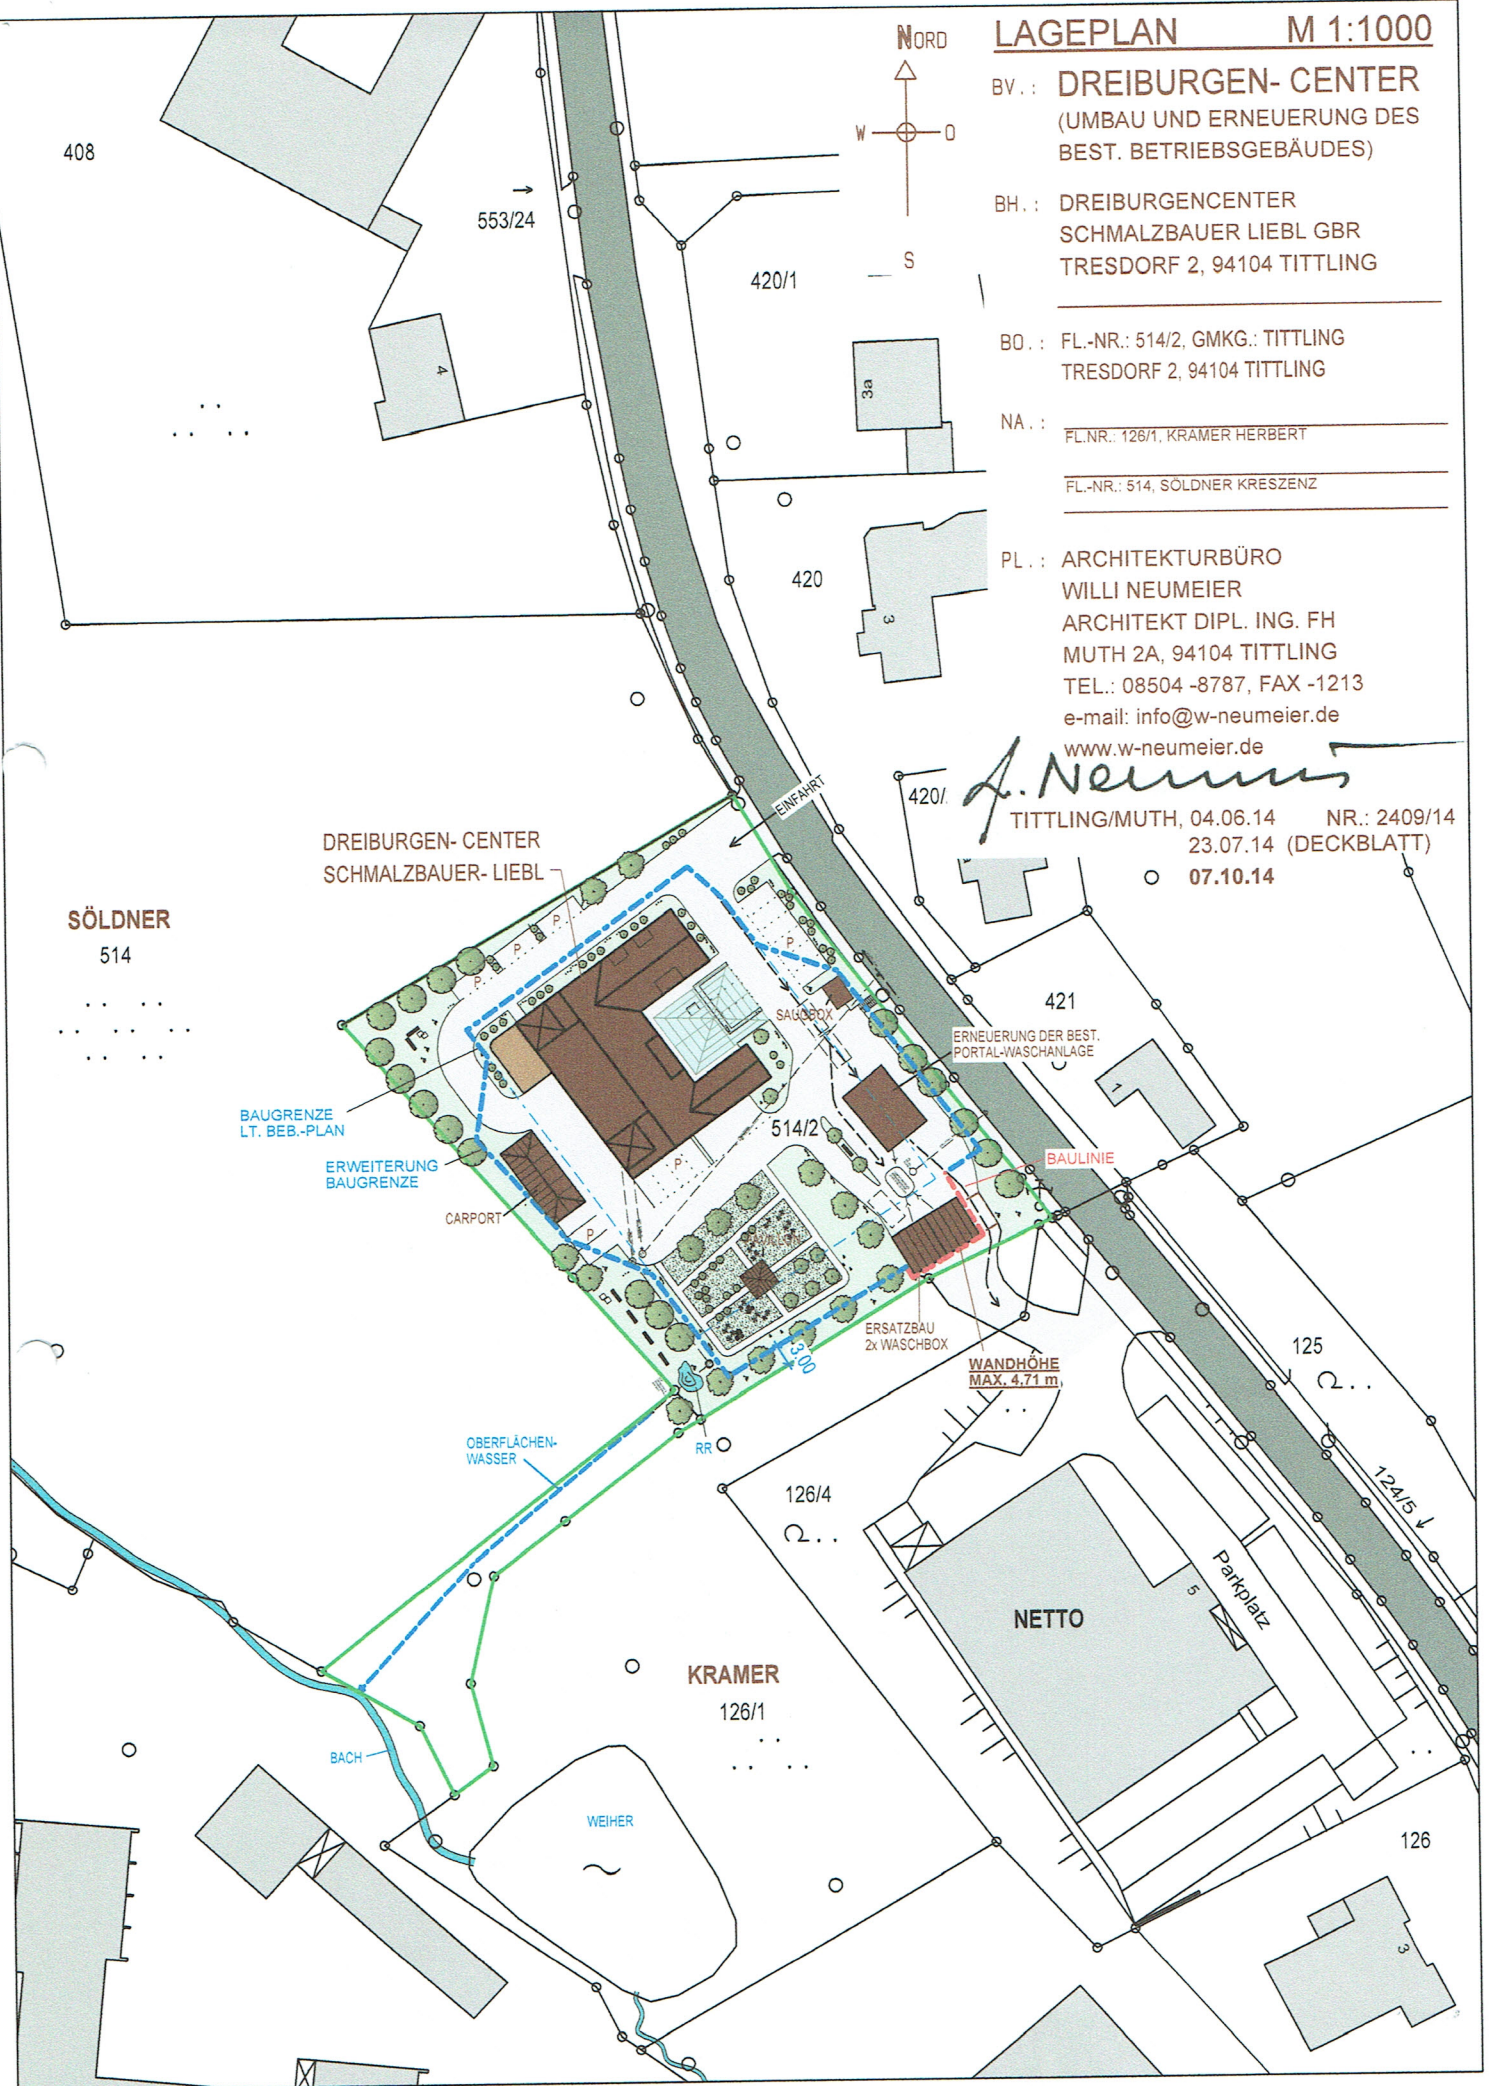 NORD
W
O
S
LAGEPLAN M 1:1000
BV.: DREIBURGEN- CENTER
(UMBAU UND ERNEUERUNG DES
BEST. BETRIEBSGEBÄUDES)
BH.: DREIBURGENCENTER
SCHMALZBAUER LIEBL GBR
TRESDORF 2, 94104 TITTLING
BO.: FL.-NR.: 514/2, GMKG.: TITTLING
TRESDORF 2, 94104 TITTLING
NA.:
FL.NR.: 126/1, KRAMER HERBERT
FL.-NR.: 514, SÖLDNER KRESZENZ
PL.: ARCHITEKTURBÜRO
WILLI NEUMEIER
ARCHITEKT DIPL. ING. FH
MUTH 2A, 94104 TITTLING
TEL.: 08504 -8787, FAX -1213
e-mail: info@w-neumeier.de
www.w-neumeier.de
TITTLING/MUTH, 04.06.14 NR.: 2409/14
23.07.14 (DECKBLATT)
07.10.14
408
553/24
420/1
4
3a
420
3
420/
EINFAHRT
DREIBURGEN- CENTER
SCHMALZBAUER- LIEBL
SÖLDNER
514
P
P
P
P
SAUGBOX
421
ERNEUERUNG DER BEST.
PORTAL-WASCHANLAGE
1
BAUGRENZE
LT. BEB.-PLAN
514/2
ERWEITERUNG
BAUGRENZE
BAULINIE
P
CARPORT
P
PAVILLON
ERSATZBAU
2x WASCHBOX
WANDHÖHE
MAX. 4,71 m
3.00
125
OBERFLÄCHEN-
WASSER
RR
126/4
124/5
5
Parkplatz
NETTO
KRAMER
126/1
BACH
WEIHER
126
3